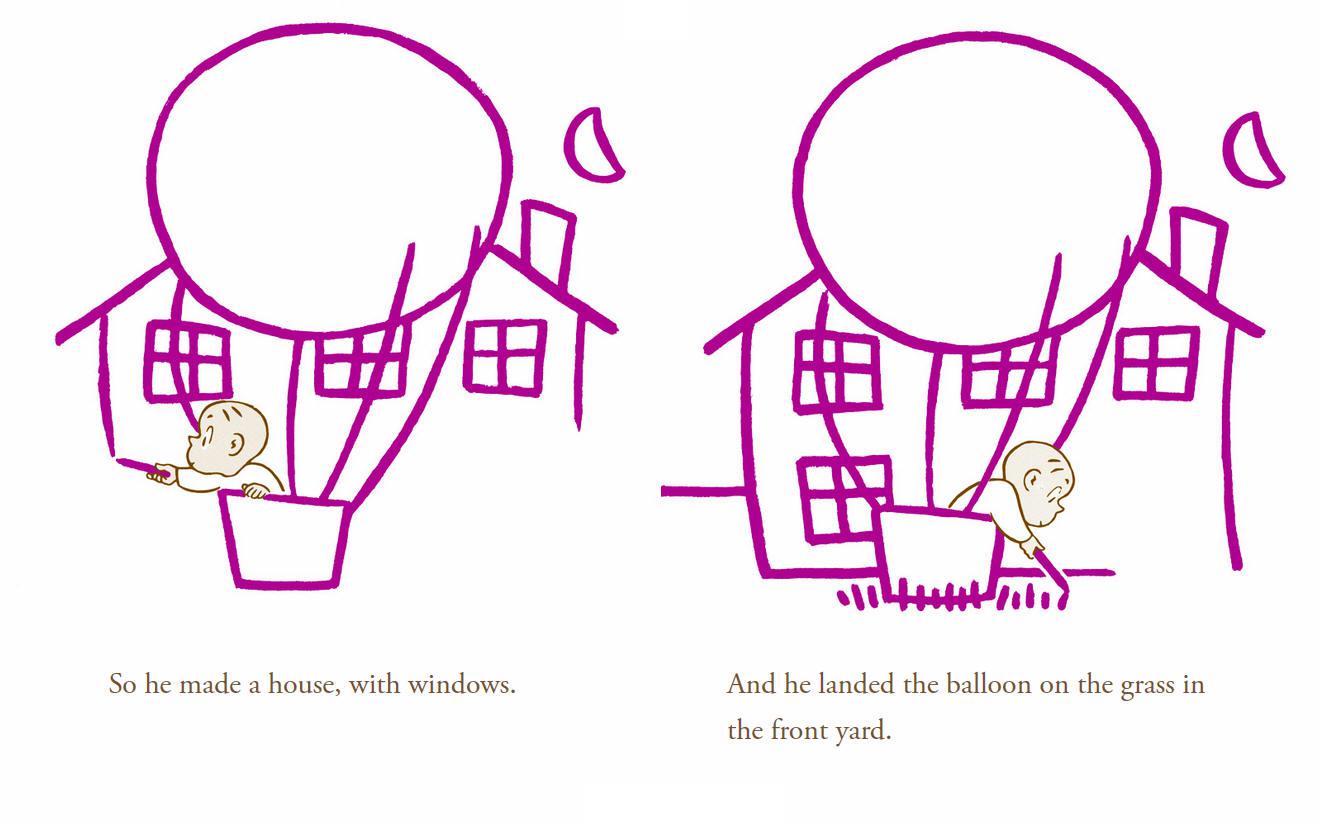 So he made a house, with windows.
And he landed the balloon on the grass in
the front yard.